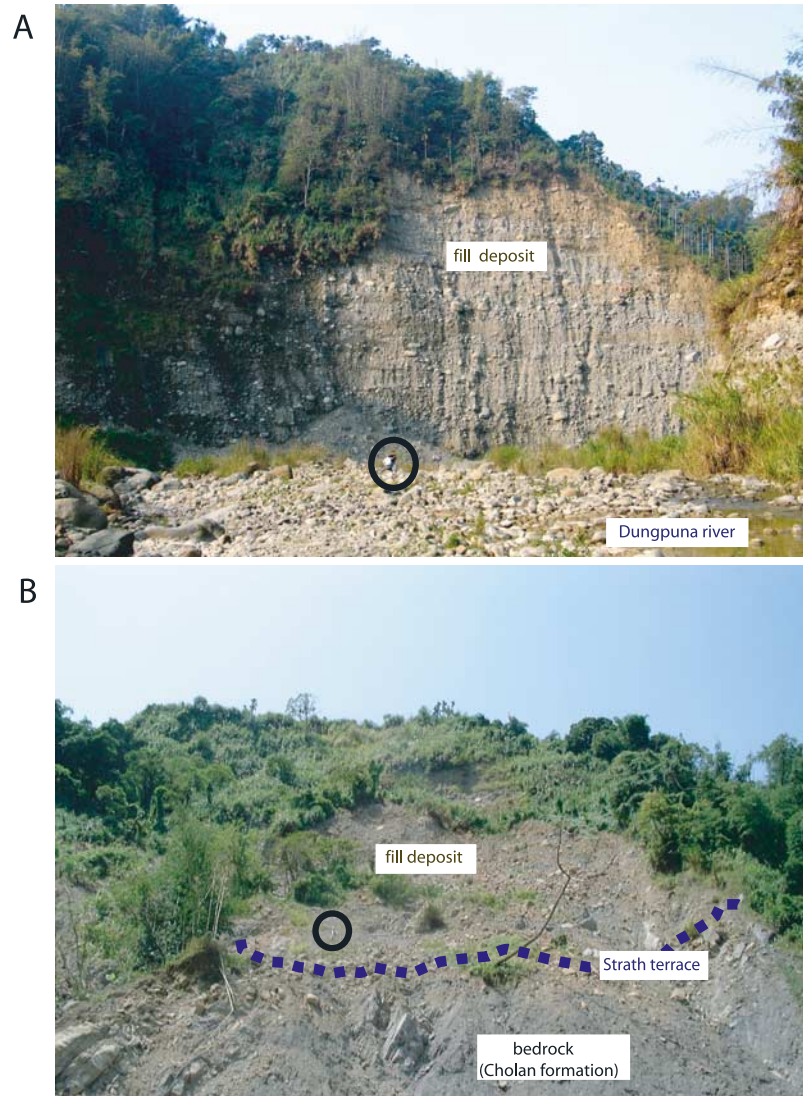 A
fill deposit
Dungpuna river
B
fill deposit
Strath terrace
bedrock
(Cholan formation)